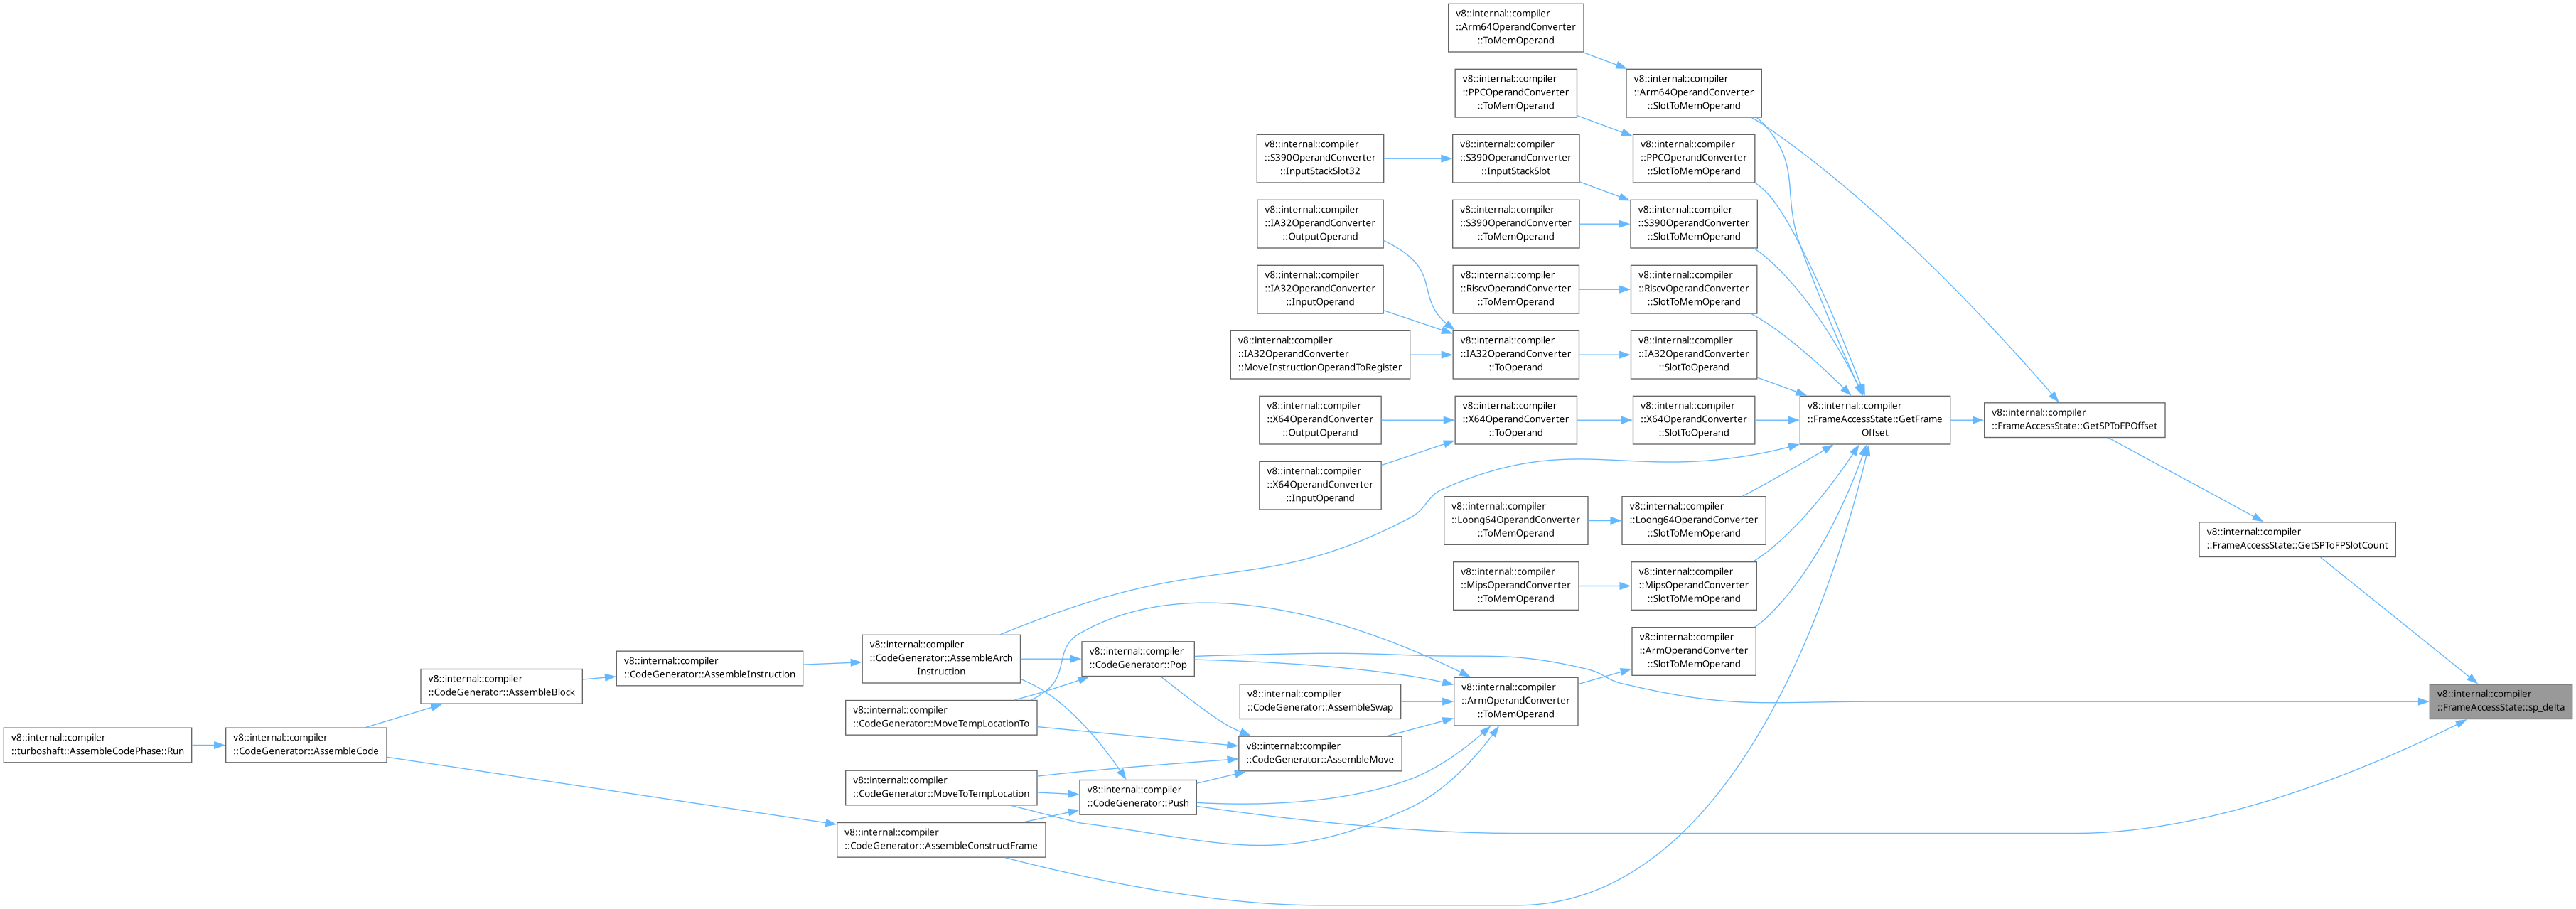 v8::internal::compiler
::Arm64OperandConverter
::ToMemOperand
v8::internal::compiler
::PPCOperandConverter
::ToMemOperand
v8::internal::compiler
::Arm64OperandConverter
::SlotToMemOperand
v8::internal::compiler
::S390OperandConverter
::InputStackSlot32
v8::internal::compiler
::S390OperandConverter
::InputStackSlot
v8::internal::compiler
::PPCOperandConverter
::SlotToMemOperand
v8::internal::compiler
::IA32OperandConverter
::OutputOperand
v8::internal::compiler
::S390OperandConverter
::ToMemOperand
v8::internal::compiler
::S390OperandConverter
::SlotToMemOperand
v8::internal::compiler
::IA32OperandConverter
::InputOperand
v8::internal::compiler
::RiscvOperandConverter
::ToMemOperand
v8::internal::compiler
::RiscvOperandConverter
::SlotToMemOperand
v8::internal::compiler
::IA32OperandConverter
::MoveInstructionOperandToRegister
v8::internal::compiler
::IA32OperandConverter
::ToOperand
v8::internal::compiler
::IA32OperandConverter
::SlotToOperand
v8::internal::compiler
::X64OperandConverter
::OutputOperand
v8::internal::compiler
::X64OperandConverter
::ToOperand
v8::internal::compiler
::X64OperandConverter
::SlotToOperand
v8::internal::compiler
::FrameAccessState::GetFrame
Offset
v8::internal::compiler
::FrameAccessState::GetSPToFPOffset
v8::internal::compiler
::X64OperandConverter
::InputOperand
v8::internal::compiler
::Loong64OperandConverter
::ToMemOperand
v8::internal::compiler
::Loong64OperandConverter
::SlotToMemOperand
v8::internal::compiler
::FrameAccessState::GetSPToFPSlotCount
v8::internal::compiler
::MipsOperandConverter
::ToMemOperand
v8::internal::compiler
::MipsOperandConverter
::SlotToMemOperand
v8::internal::compiler
::CodeGenerator::AssembleArch
Instruction
v8::internal::compiler
::CodeGenerator::Pop
v8::internal::compiler
::ArmOperandConverter
::SlotToMemOperand
v8::internal::compiler
::CodeGenerator::AssembleInstruction
v8::internal::compiler
::CodeGenerator::AssembleBlock
v8::internal::compiler
::CodeGenerator::AssembleSwap
v8::internal::compiler
::ArmOperandConverter
::ToMemOperand
v8::internal::compiler
::FrameAccessState::sp_delta
v8::internal::compiler
::CodeGenerator::MoveTempLocationTo
v8::internal::compiler
::turboshaft::AssembleCodePhase::Run
v8::internal::compiler
::CodeGenerator::AssembleCode
v8::internal::compiler
::CodeGenerator::AssembleMove
v8::internal::compiler
::CodeGenerator::MoveToTempLocation
v8::internal::compiler
::CodeGenerator::Push
v8::internal::compiler
::CodeGenerator::AssembleConstructFrame